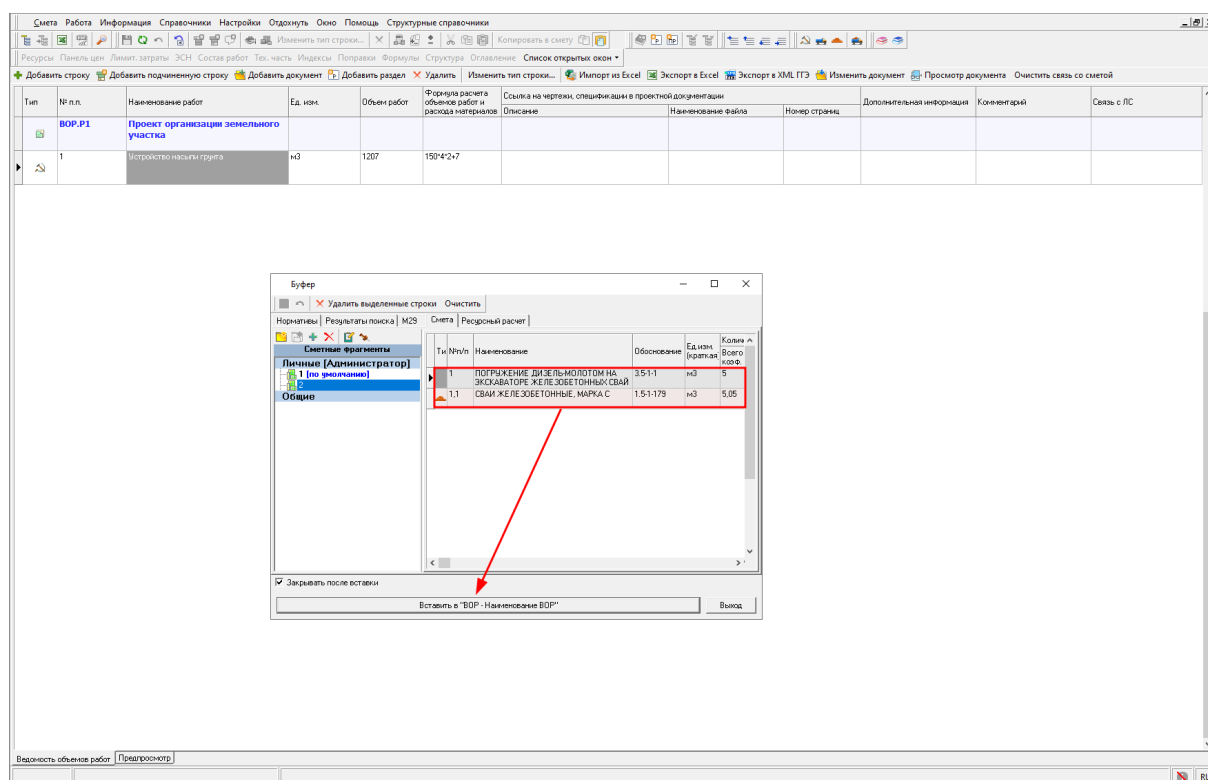 Смета Работа Информация Справочники Настройки Отдохнуть Окно Помощь Структурные справочники
Изменить тип строки... Копировать в смету
Ресурсы Панель цен Лимит. затраты ЭСН Состав работ Тех. часть Индексы Поправки Формулы Структура Оглавление Список открытых окон
Добавить строку Добавить подчиненную строку Добавить документ Добавить раздел Удалить Изменить тип строки... Импорт из Excel Экспорт в Excel Экспорт в XML ГГЭ Изменить документ Просмотр документа Очистить связь со сметой
Тип № п.п. Наименование работ Ед. изм. Объем работ Формула расчета объемов работ и расхода материалов Ссылка на чертежи, спецификации в проектной документации Дополнительная информация Комментарий Связь с ЛС
Описание Наименование файла Номер страниц
ВОР.Р1 Проект организации земельного
участка
1 Устройство насыпи грунта м3 1207 150*4*2+7
Буфер
Удалить выделенные строки Очистить
Нормативы Результаты поиска М29 Смета Ресурсный расчет
Сметные фрагменты
Личные [Администратор]
1 [по умолчанию]
2
Общие
Ти №п/п Наименование Обоснование Ед.изм. (краткая Колич
Всего коэф.
1 ПОГРУЖЕНИЕ ДИЗЕЛЬ-МОЛОТОМ НА 3.5-1-1 м3 5
ЭКСКАВАТОРЕ ЖЕЛЕЗОБЕТОННЫХ СВАЙ
1,1 СВАИ ЖЕЛЕЗОБЕТОННЫЕ, МАРКА С 1.5-1-179 м3 5,05
Закрывать после вставки
Вставить в "ВОР - Наименование ВОР" Выход
Ведомость объемов работ Предпросмотр
RU